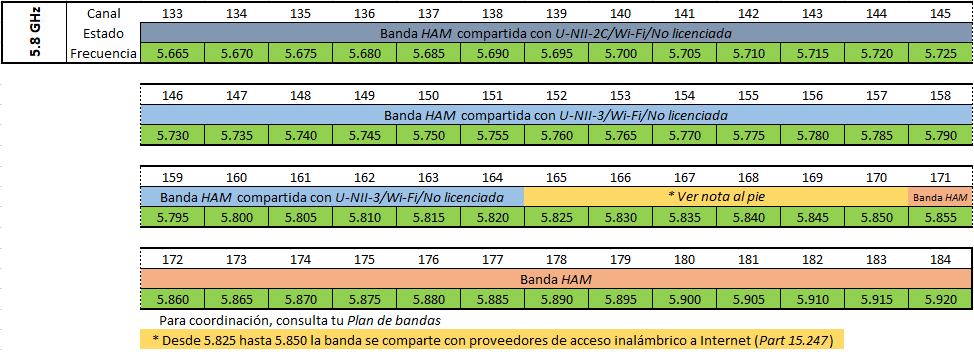 5.8 GHz
Canal 133 134 135 136 137 138 139 140 141 142 143 144 145
Estado Banda HAM compartida con U-NII-2C/Wi-Fi/No licenciada
Frecuencia 5.665 5.670 5.675 5.680 5.685 5.690 5.695 5.700 5.705 5.710 5.715 5.720 5.725
146 147 148 149 150 151 152 153 154 155 156 157 158
Banda HAM compartida con U-NII-3/Wi-Fi/No licenciada
5.730 5.735 5.740 5.745 5.750 5.755 5.760 5.765 5.770 5.775 5.780 5.785 5.790
159 160 161 162 163 164 165 166 167 168 169 170 171
Banda HAM compartida con U-NII-3/Wi-Fi/No licenciada * Ver nota al pie Banda HAM
5.795 5.800 5.805 5.810 5.815 5.820 5.825 5.830 5.835 5.840 5.845 5.850 5.855
172 173 174 175 176 177 178 179 180 181 182 183 184
Banda HAM
5.860 5.865 5.870 5.875 5.880 5.885 5.890 5.895 5.900 5.905 5.910 5.915 5.920
Para coordinación, consulta tu Plan de bandas
* Desde 5.825 hasta 5.850 la banda se comparte con proveedores de acceso inalámbrico a Internet (Part 15.247)